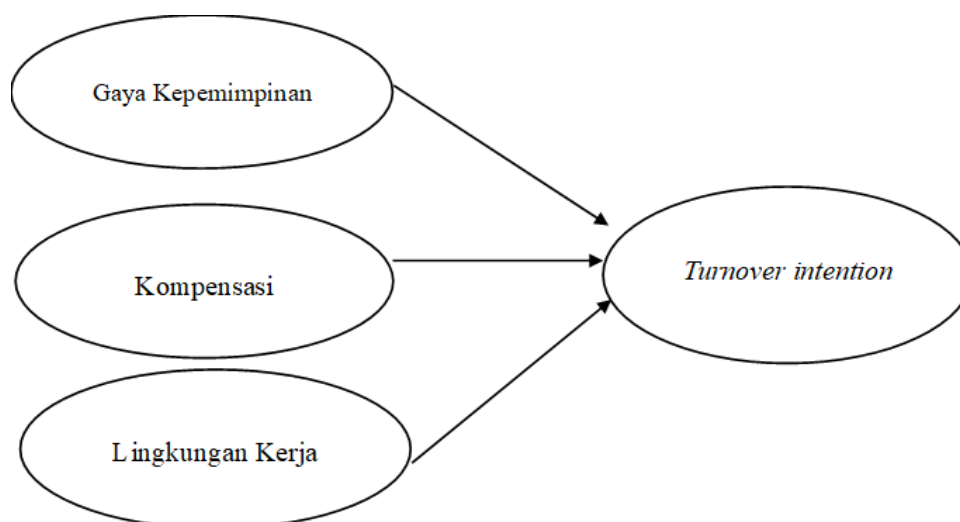 Gaya Kepemimpinan
Kompensasi
Turnover intention
Lingkungan Kerja